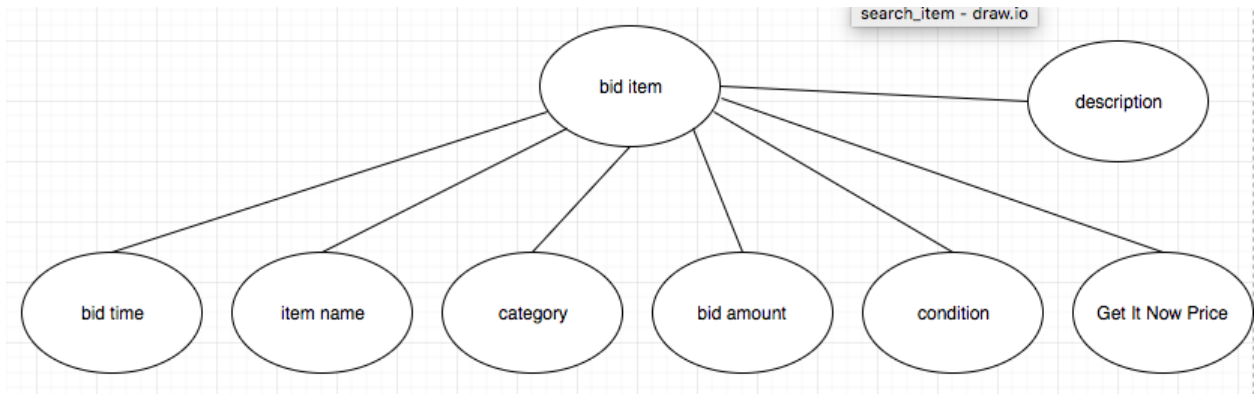 search_item - draw.io
bid item
description
bid time
item name
category
bid amount
condition
Get It Now Price